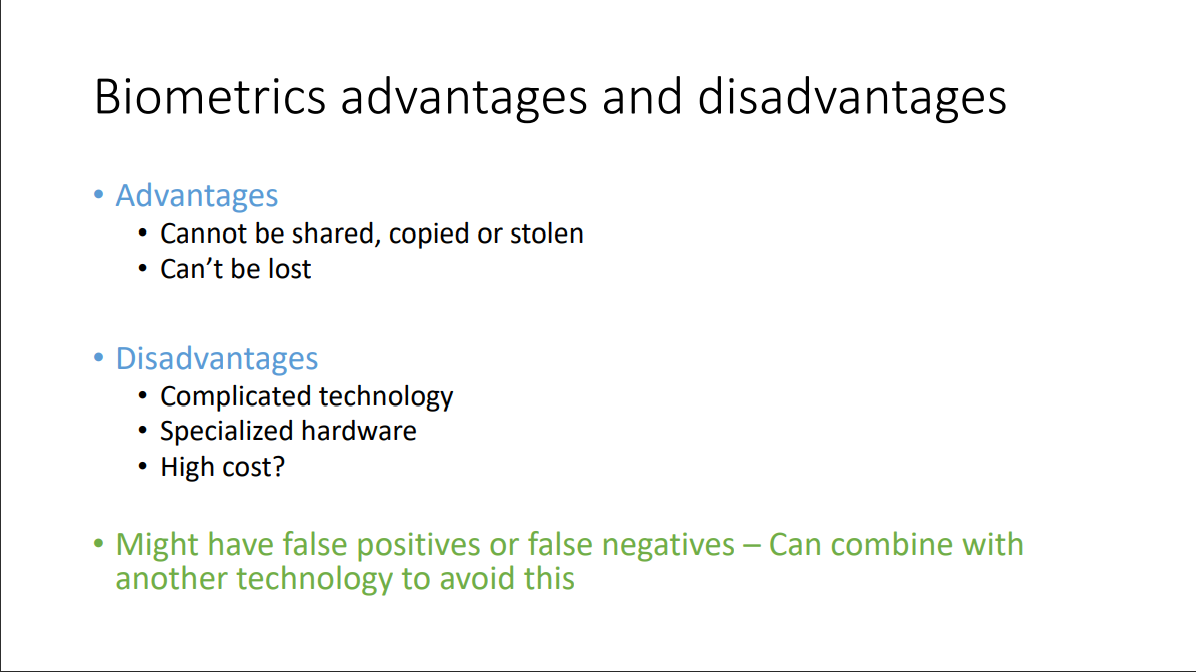 Biometrics advantages and disadvantages
• Advantages
• Cannot be shared, copied or stolen
• Can’t be lost
• Disadvantages
• Complicated technology
• Specialized hardware
• High cost?
• Might have false positives or false negatives – Can combine with
another technology to avoid this